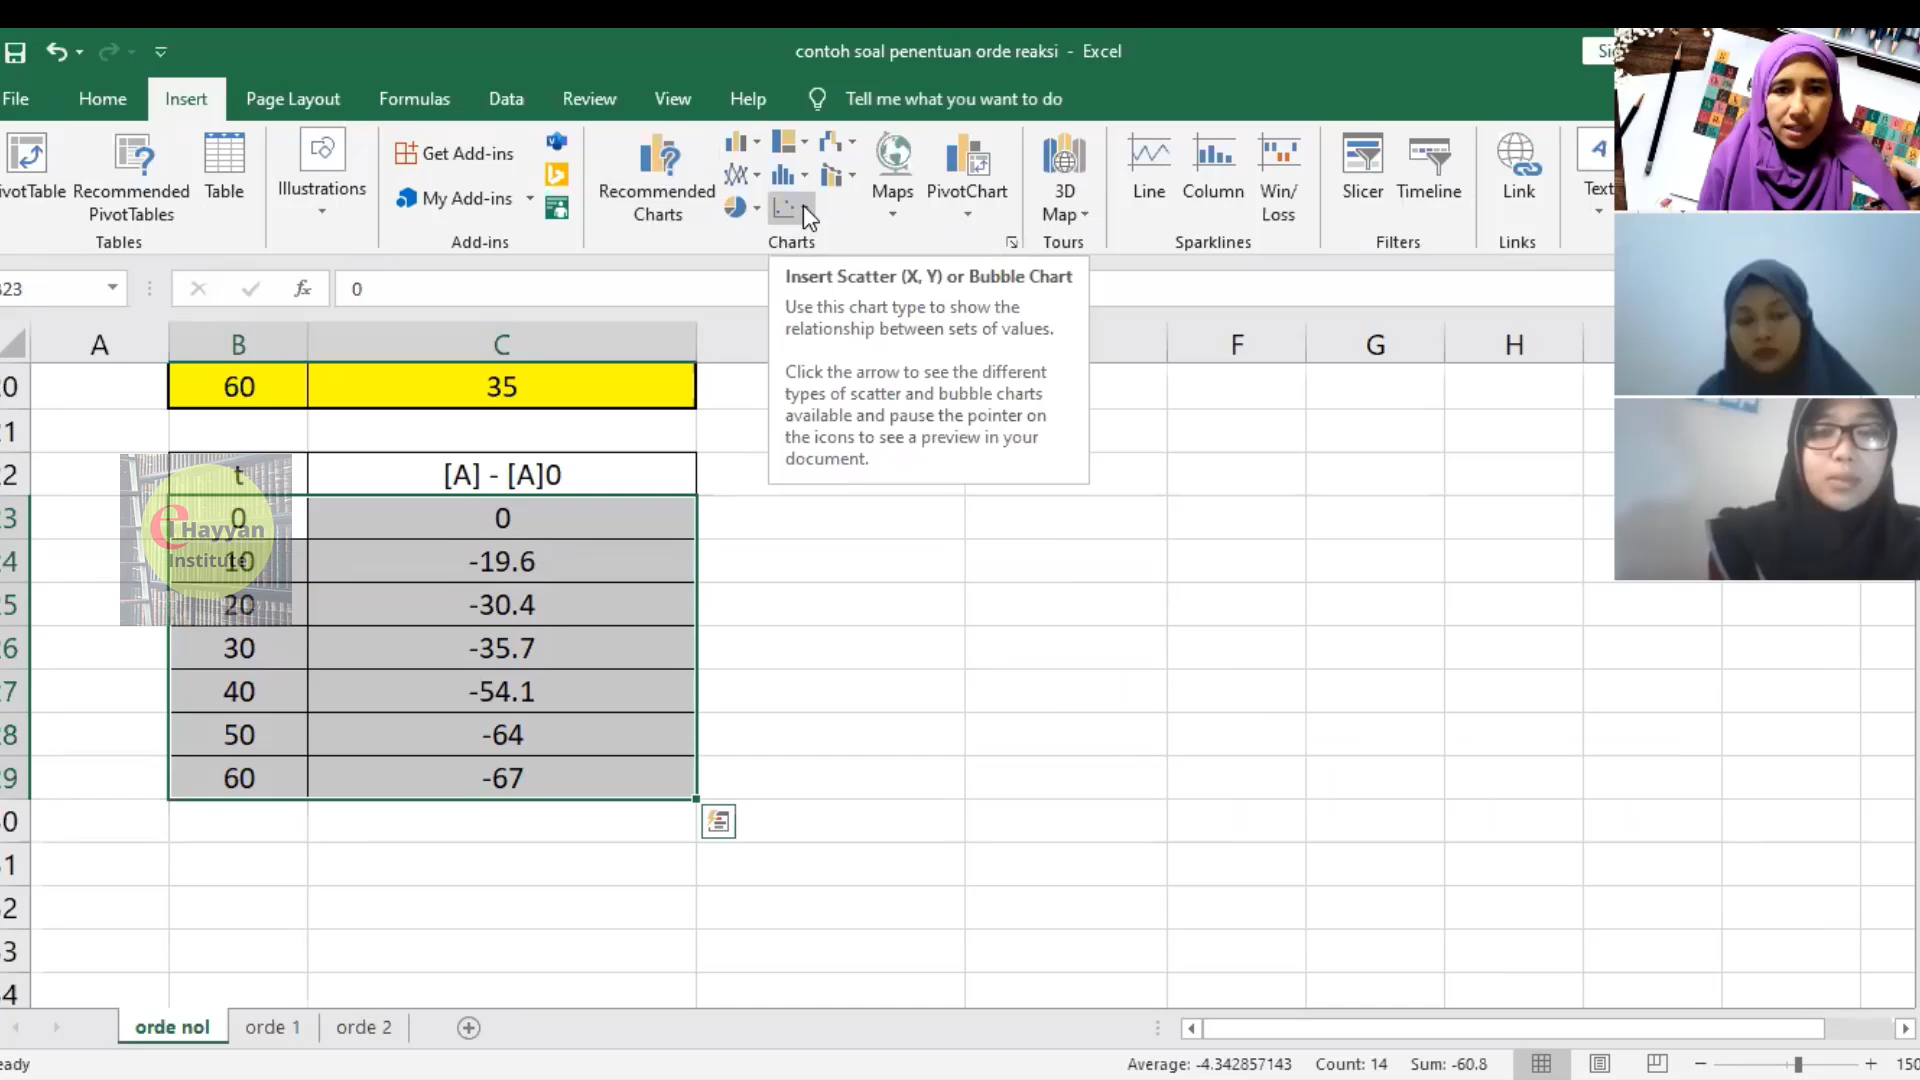 contoh soal penentuan orde reaksi - Excel
File Home Insert Page Layout Formulas Data Review View Help Tell me what you want to do
Recommended PivotTables
Table
Illustrations
Get Add-ins
My Add-ins
Recommended Charts
Maps
PivotChart
3D Map
Line
Column
Win/Loss
Slicer
Timeline
Link
Text
Tables
Add-ins
Charts
Tours
Sparklines
Filters
Links
Insert Scatter (X, Y) or Bubble Chart
Use this chart type to show the
relationship between sets of values.
Click the arrow to see the different
types of scatter and bubble charts
available and pause the pointer on
the icons to see a preview in your
document.
fx 0
A B C F G H
60 35
t [A] - [A]0
0 0
10 -19.6
20 -30.4
30 -35.7
40 -54.1
50 -64
60 -67
el Hayyan
Institute
orde nol orde 1 orde 2
Average: -4.342857143 Count: 14 Sum: -60.8